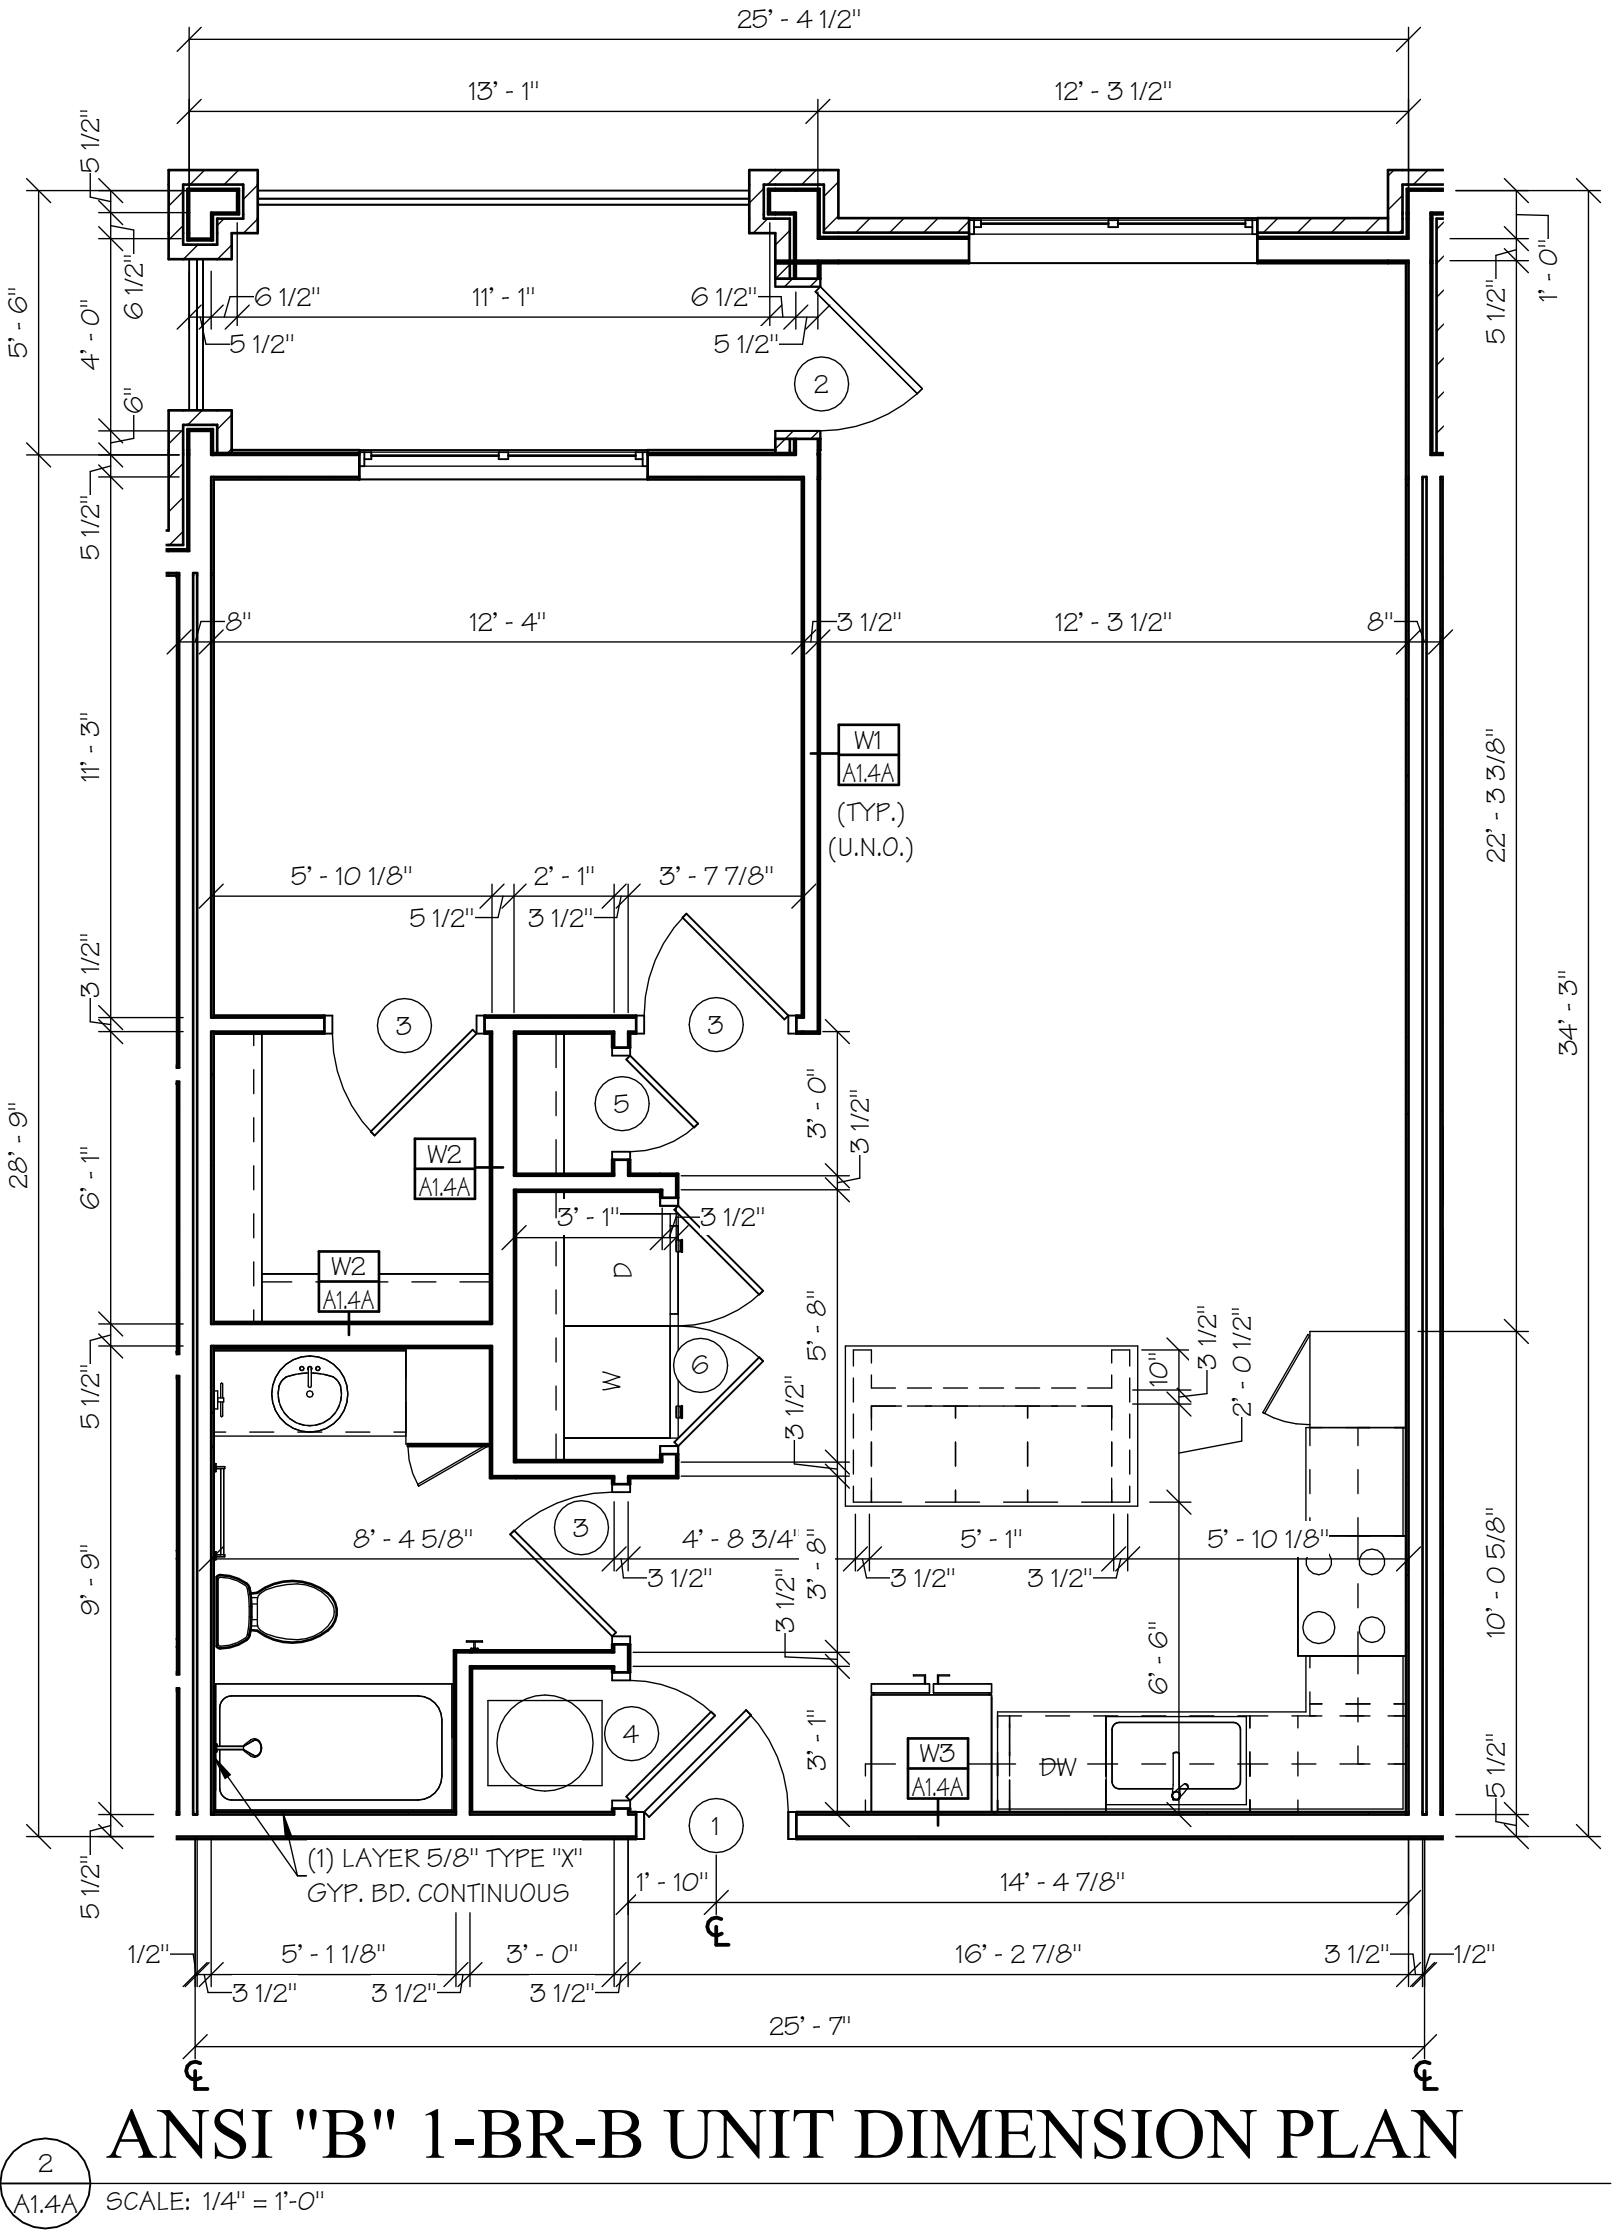 25' - 4 1/2"
13' - 1"
12' - 3 1/2"
5 1/2"
6 1/2"
4' - 0"
5' - 6"
6"
5 1/2"
6 1/2"
11' - 1"
6 1/2"
5 1/2"
5 1/2"
2
5 1/2"
1' - 0"
8"
12' - 4"
3 1/2"
12' - 3 1/2"
8"
11' - 3"
W1
A1.4A
(TYP.)
(U.N.O.)
22' - 3 3/8"
5' - 10 1/8"
2' - 1"
3' - 7 7/8"
5 1/2"
3 1/2"
3 1/2"
3
3
34' - 3"
5
3' - 0"
3 1/2"
28' - 9"
6' - 1"
W2
A1.4A
3' - 1"
3 1/2"
W2
A1.4A
D
W
6
5' - 8"
3 1/2"
10"
3 1/2"
2' - 0 1/2"
5 1/2"
3
8' - 4 5/8"
3 1/2"
4' - 8 3/4"
3' - 8"
3 1/2"
5' - 1"
3 1/2"
3 1/2"
5' - 10 1/8"
10' - 0 5/8"
9' - 9"
6' - 6"
4
3' - 1"
W3
A1.4A
DW
5 1/2"
1
5 1/2"
(1) LAYER 5/8" TYPE "X"
GYP. BD. CONTINUOUS
1' - 10"
14' - 4 7/8"
CL
1/2"
5' - 1 1/8"
3' - 0"
16' - 2 7/8"
3 1/2"
1/2"
3 1/2"
3 1/2"
3 1/2"
25' - 7"
CL
CL
ANSI "B" 1-BR-B UNIT DIMENSION PLAN
2
A1.4A
SCALE: 1/4" = 1'-0"